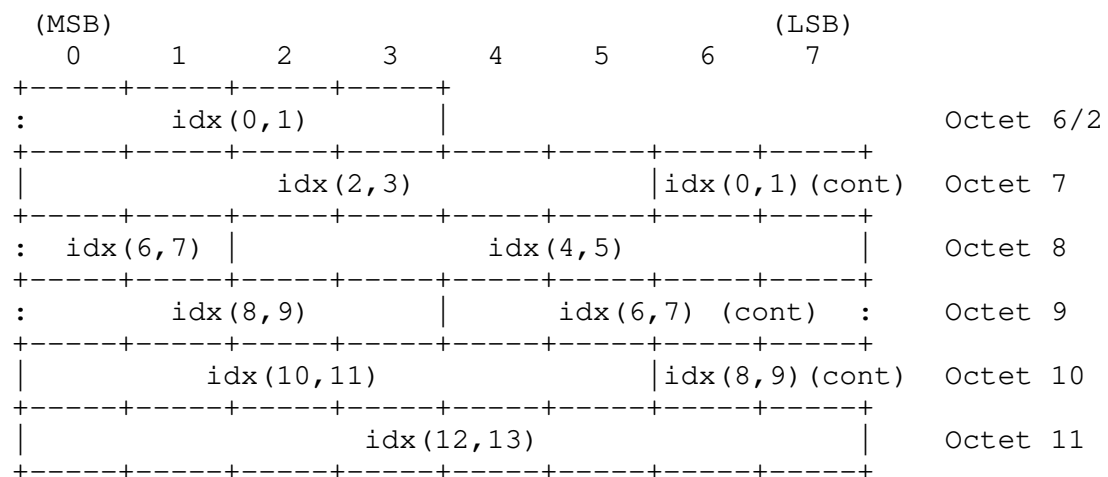 (MSB) (LSB)
0 1 2 3 4 5 6 7
+-----+-----+-----+-----+
: idx(0,1) | Octet 6/2
+-----+-----+-----+-----+-----+-----+-----+-----+
| idx(2,3) |idx(0,1)(cont) Octet 7
+-----+-----+-----+-----+-----+-----+-----+-----+
: idx(6,7) | idx(4,5) | Octet 8
+-----+-----+-----+-----+-----+-----+-----+-----+
: idx(8,9) | idx(6,7) (cont) : Octet 9
+-----+-----+-----+-----+-----+-----+-----+-----+
| idx(10,11) |idx(8,9)(cont) Octet 10
+-----+-----+-----+-----+-----+-----+-----+-----+
| idx(12,13) | Octet 11
+-----+-----+-----+-----+-----+-----+-----+-----+